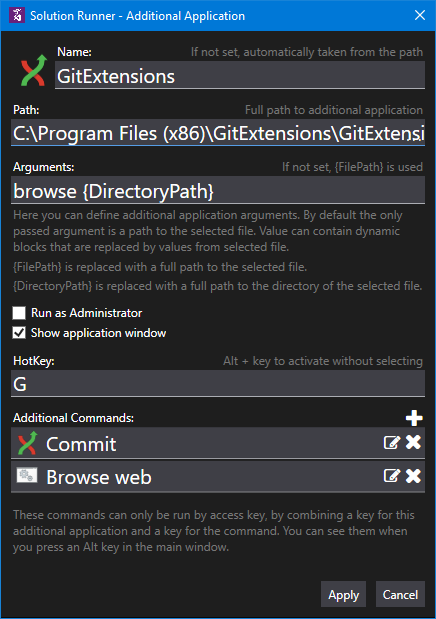 Solution Runner - Additional Application
Name:
If not set, automatically taken from the path
GitExtensions
Path:
Full path to additional application
C:\Program Files (x86)\GitExtensions\GitExtensi
Arguments:
If not set, {FilePath} is used
browse {DirectoryPath}
Here you can define additional application arguments. By default the only
passed argument is a path to the selected file. Value can contain dynamic
blocks that are replaced by values from selected file.
{FilePath} is replaced with a full path to the selected file.
{DirectoryPath} is replaced with a full path to the directory of the selected file.
Run as Administrator
Show application window
HotKey:
Alt + key to activate without selecting
G
Additional Commands:
Commit
Browse web
These commands can only be run by access key, by combining a key for this
additional application and a key for the command. You can see them when
you press an Alt key in the main window.
Apply
Cancel